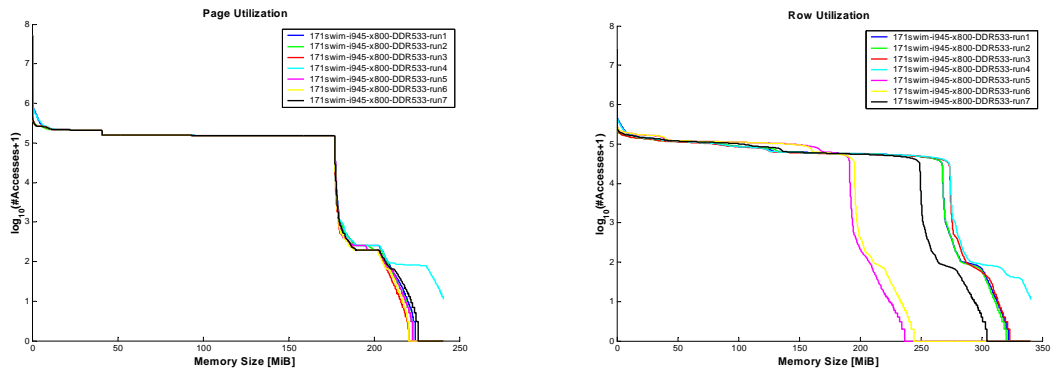 Page Utilization
8
7
6
5
4
3
2
1
0
log10(#Accesses+1)
171swim-i945-x800-DDR533-run1
171swim-i945-x800-DDR533-run2
171swim-i945-x800-DDR533-run3
171swim-i945-x800-DDR533-run4
171swim-i945-x800-DDR533-run5
171swim-i945-x800-DDR533-run6
171swim-i945-x800-DDR533-run7
0 50 100 150 200 250
Memory Size [MiB]
Row Utilization
8
7
6
5
4
3
2
1
0
log10(#Accesses+1)
171swim-i945-x800-DDR533-run1
171swim-i945-x800-DDR533-run2
171swim-i945-x800-DDR533-run3
171swim-i945-x800-DDR533-run4
171swim-i945-x800-DDR533-run5
171swim-i945-x800-DDR533-run6
171swim-i945-x800-DDR533-run7
0 50 100 150 200 250 300 350
Memory Size [MiB]